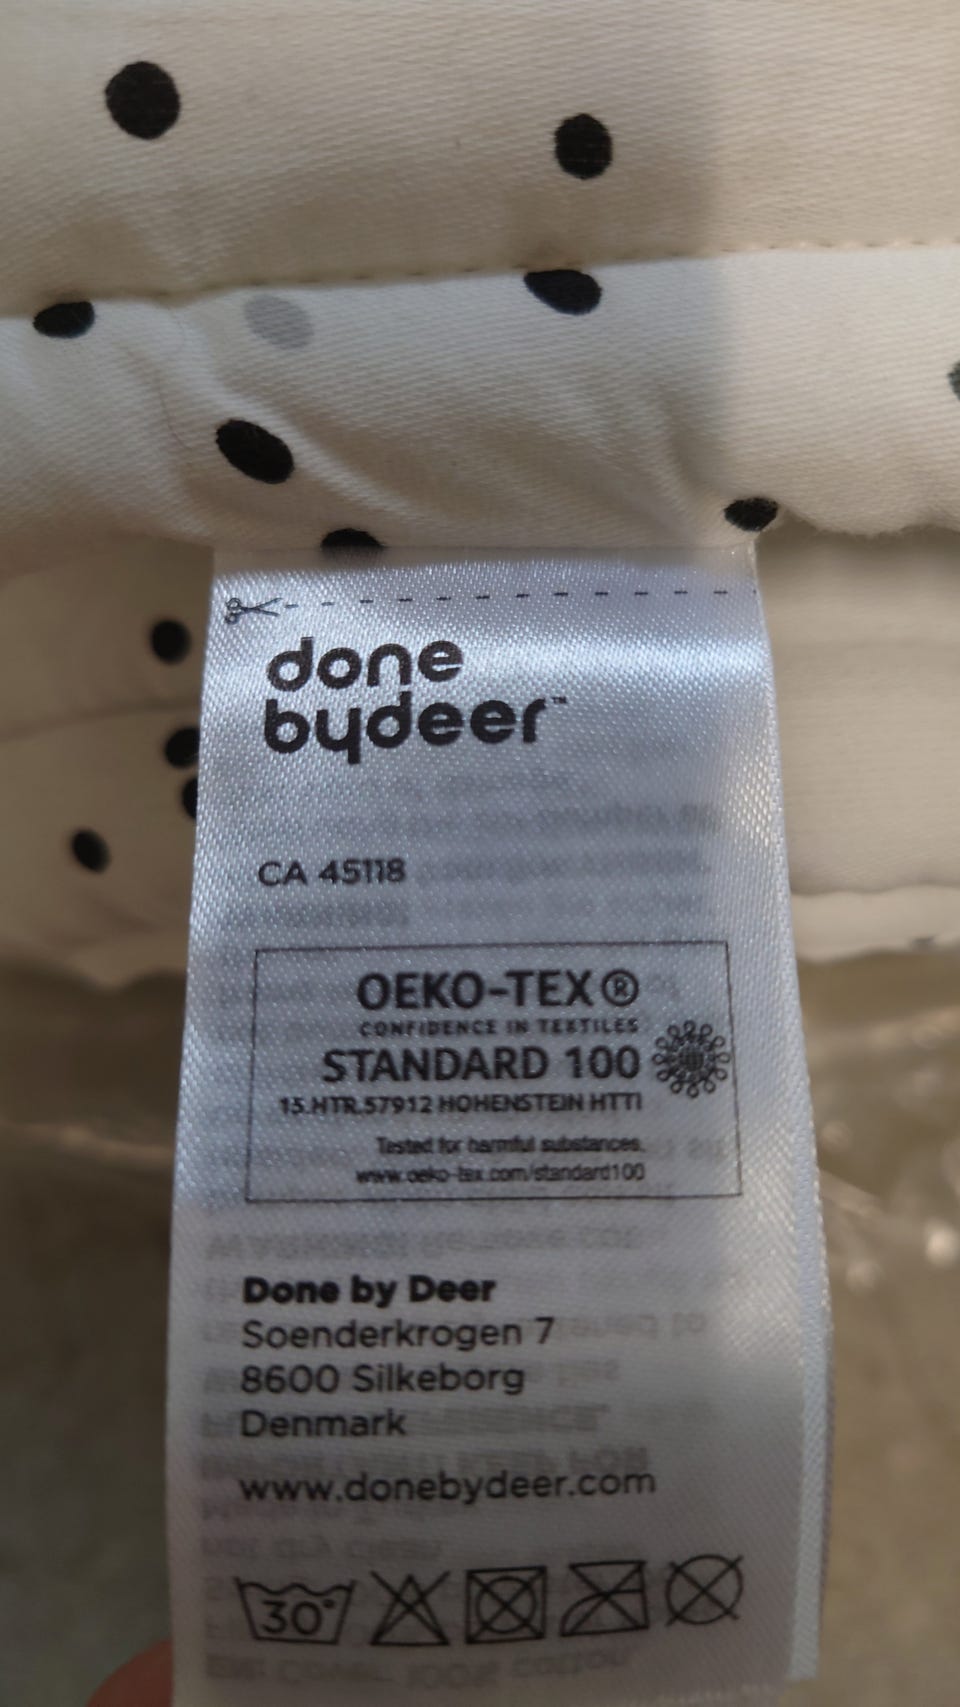 done
bydeer™
CA 45118
OEKO-TEX®
CONFIDENCE IN TEXTILES
STANDARD 100
15.HTR.57912 HOHENSTEIN HTTI
Tested for harmful substances.
www.oeko-tex.com/standard100
Done by Deer
Soenderkrogen 7
8600 Silkeborg
Denmark
www.donebydeer.com
30°